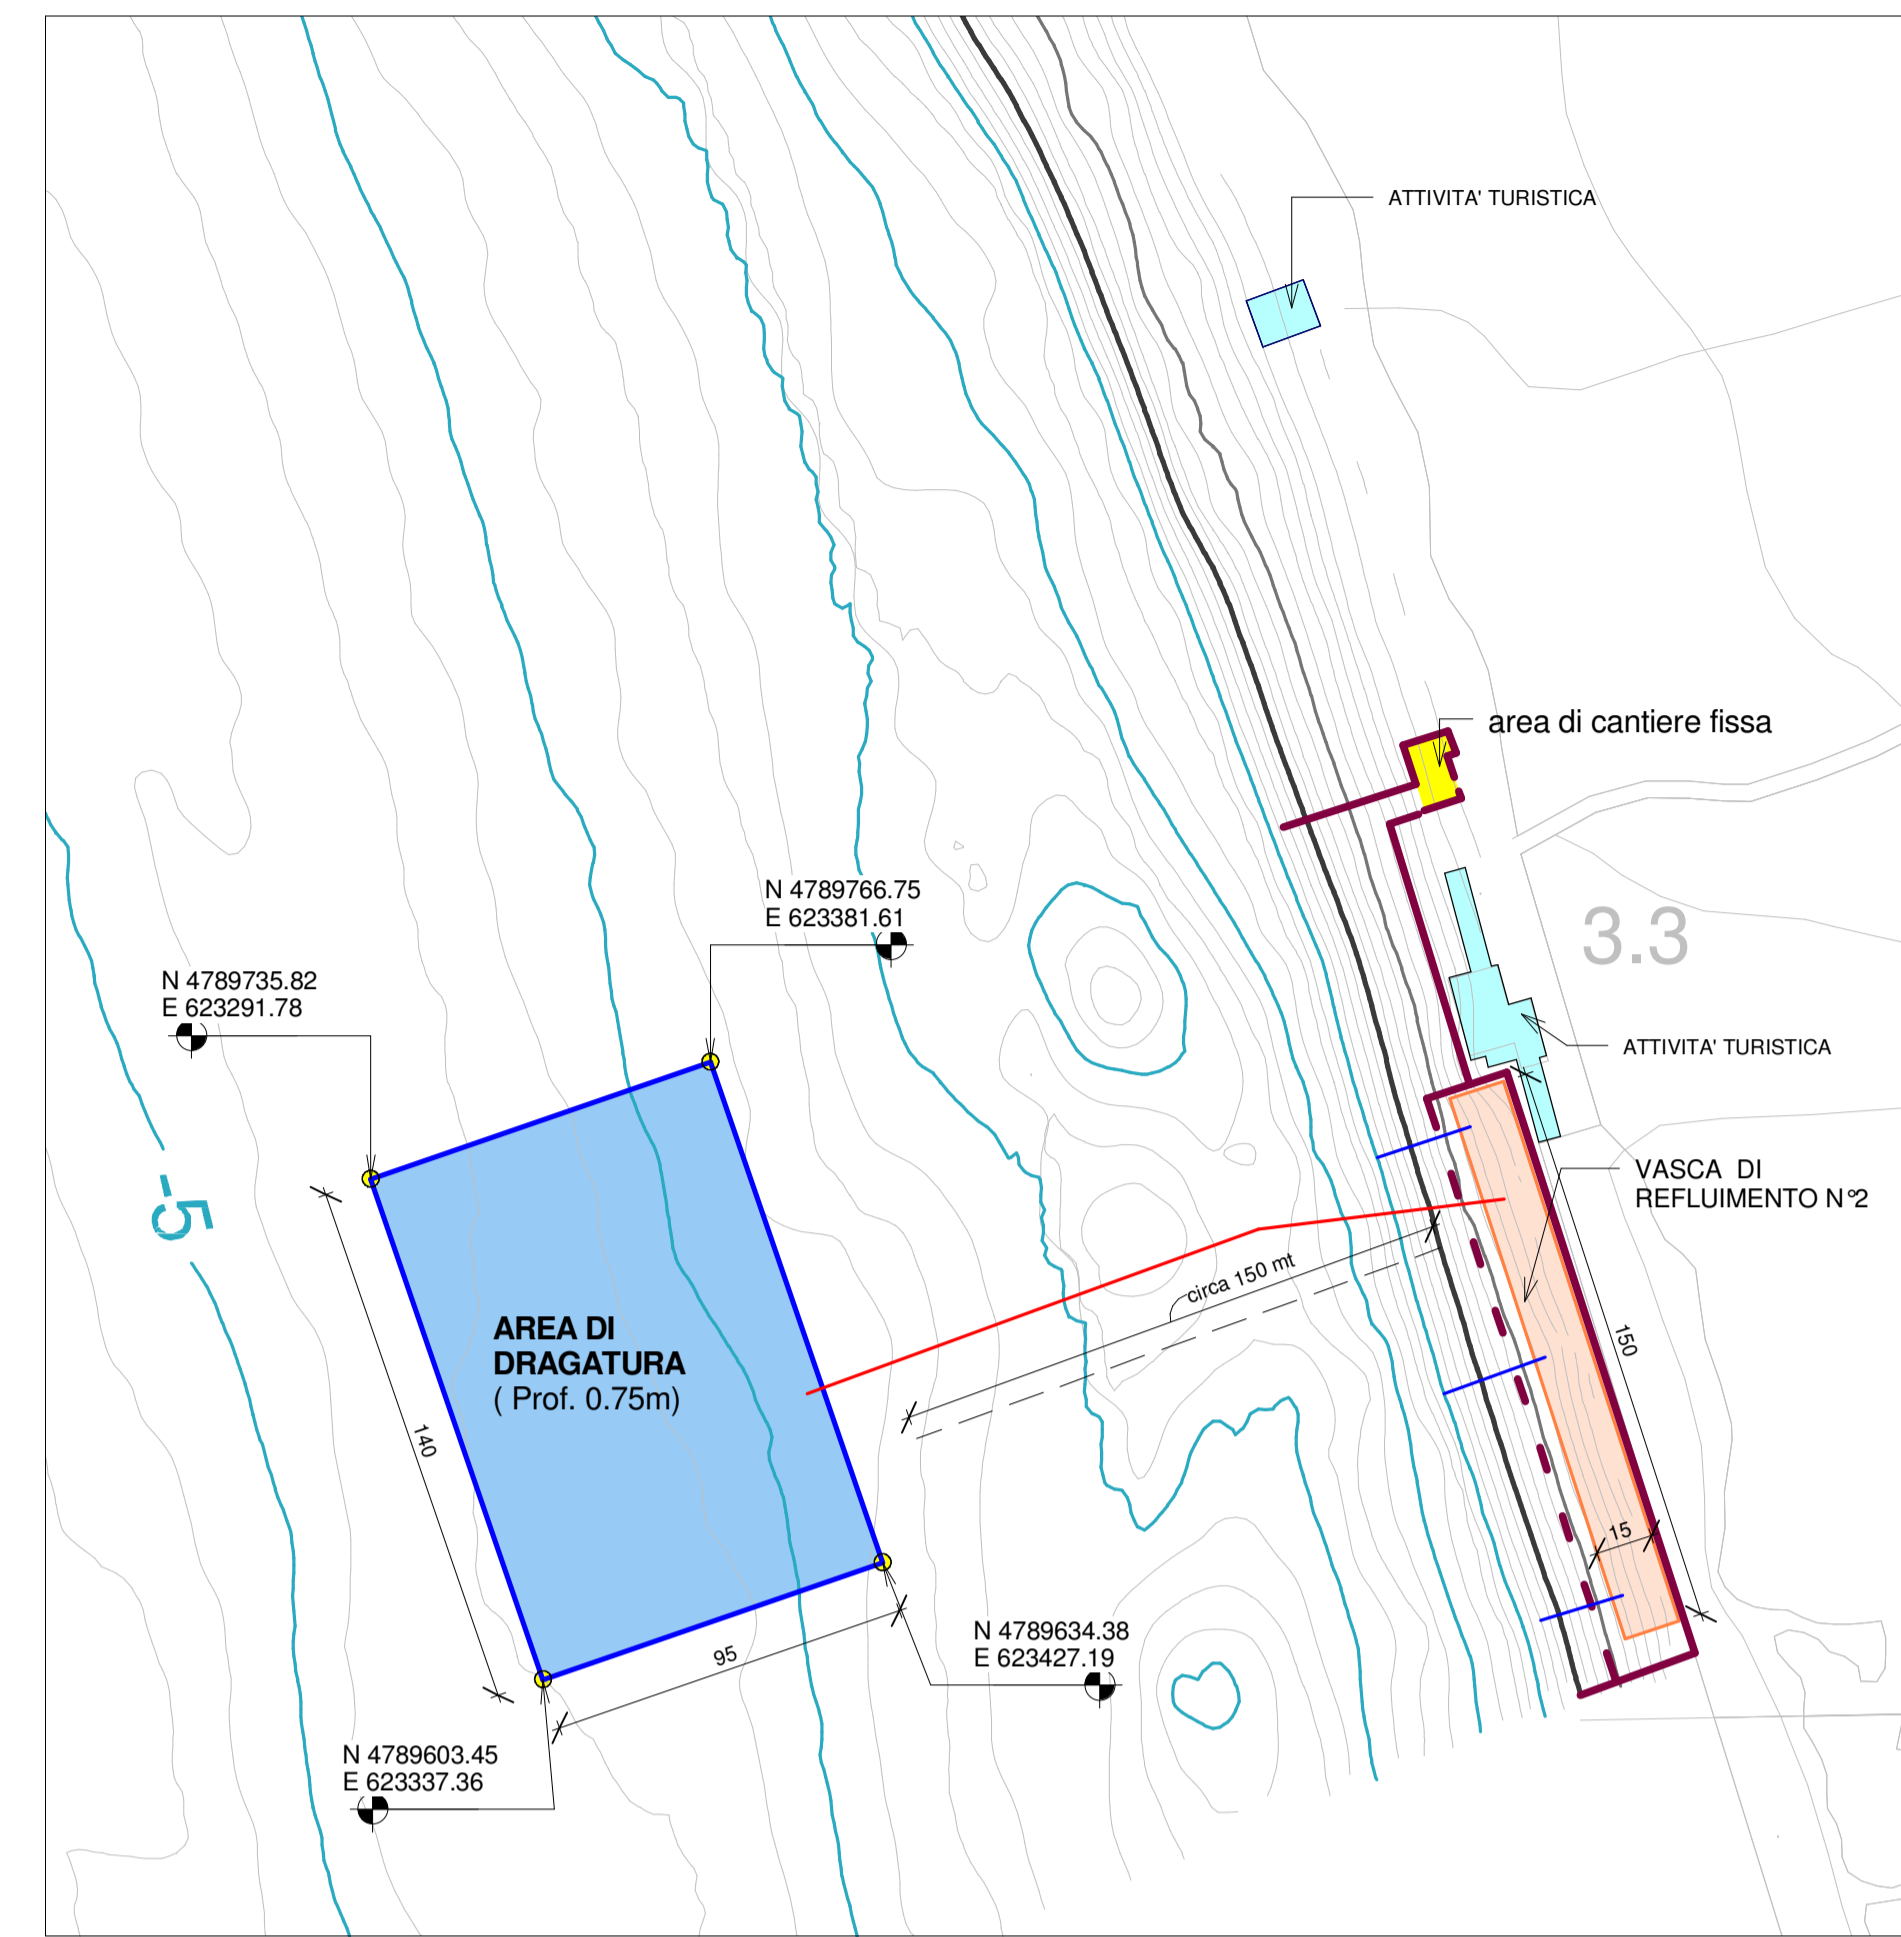 ATTIVITA' TURISTICA
area di cantiere fissa
N 4789766.75
E 623381.61
3.3
N 4789735.82
E 623291.78
ATTIVITA' TURISTICA
VASCA DI
REFLUIMENTO N°2
-5
circa 150 mt
150
AREA DI
DRAGATURA
( Prof. 0.75m)
140
15
95
N 4789634.38
E 623427.19
N 4789603.45
E 623337.36